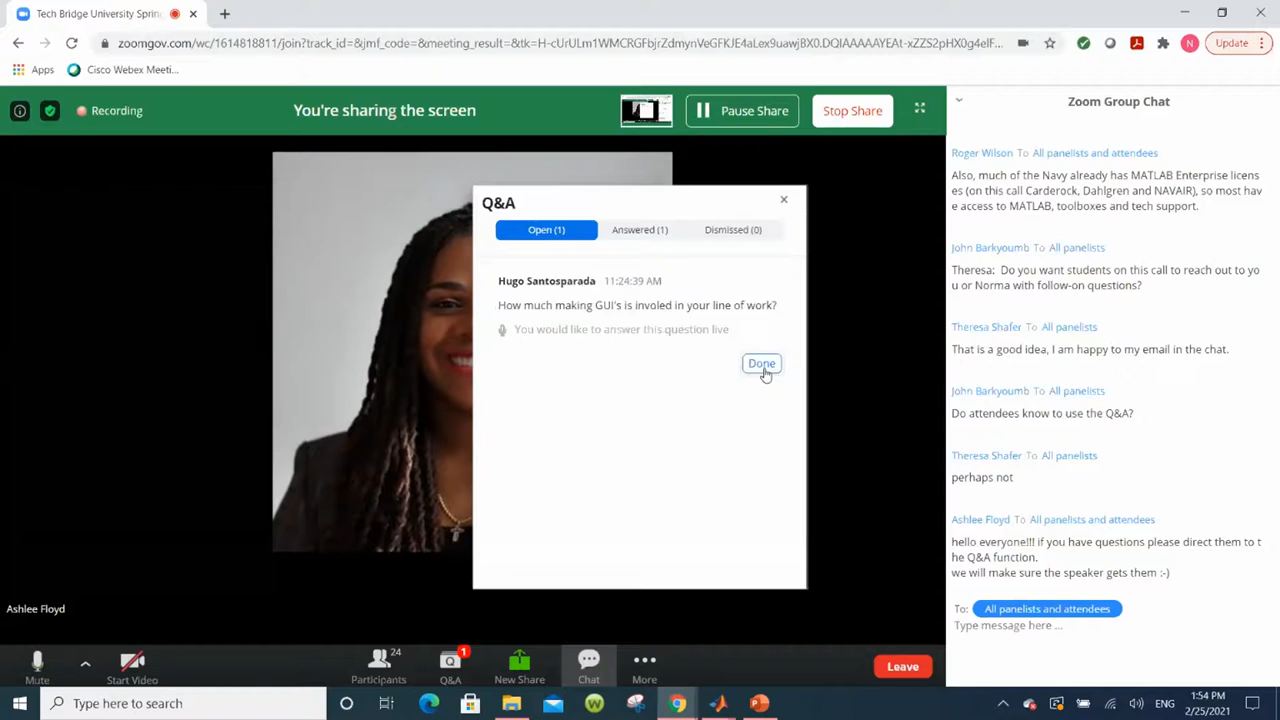 Tech Bridge University Sprin
zoomgov.com/wc/1614818811/join?track_id=&jmf_code=&meeting_result=&tk=
Update
Apps
Cisco Webex Meeti...
Recording
You're sharing the screen
Pause Share
Stop Share
Zoom Group Chat
Roger Wilson To All panelists and attendees
Also, much of the Navy already has MATLAB Enterprise licens
es (on this call Carderock, Dahlgren and NAVAIR), so most hav
e access to MATLAB, toolboxes and tech support.
John Barkyoumb To All panelists
Theresa: Do you want students on this call to reach out to yo
u or Norma with follow-on questions?
Theresa Shafer To All panelists
That is a good idea, I am happy to my email in the chat.
John Barkyoumb To All panelists
Do attendees know to use the Q&A?
Theresa Shafer To All panelists
perhaps not
Ashlee Floyd To All panelists and attendees
hello everyone!!! if you have questions please direct them to t
he Q&A function.
we will make sure the speaker gets them :-)
To: All panelists and attendees
Type message here ...
Q&A
Open (1) Answered (1) Dismissed (0)
Hugo Santosparada 11:24:39 AM
How much making GUI's is involed in your line of work?
You would like to answer this question live
Done
Ashlee Floyd
Mute
Start Video
24
Participants
1
Q&A
New Share
Chat
More
Leave
Type here to search
ENG
1:54 PM
2/25/2021